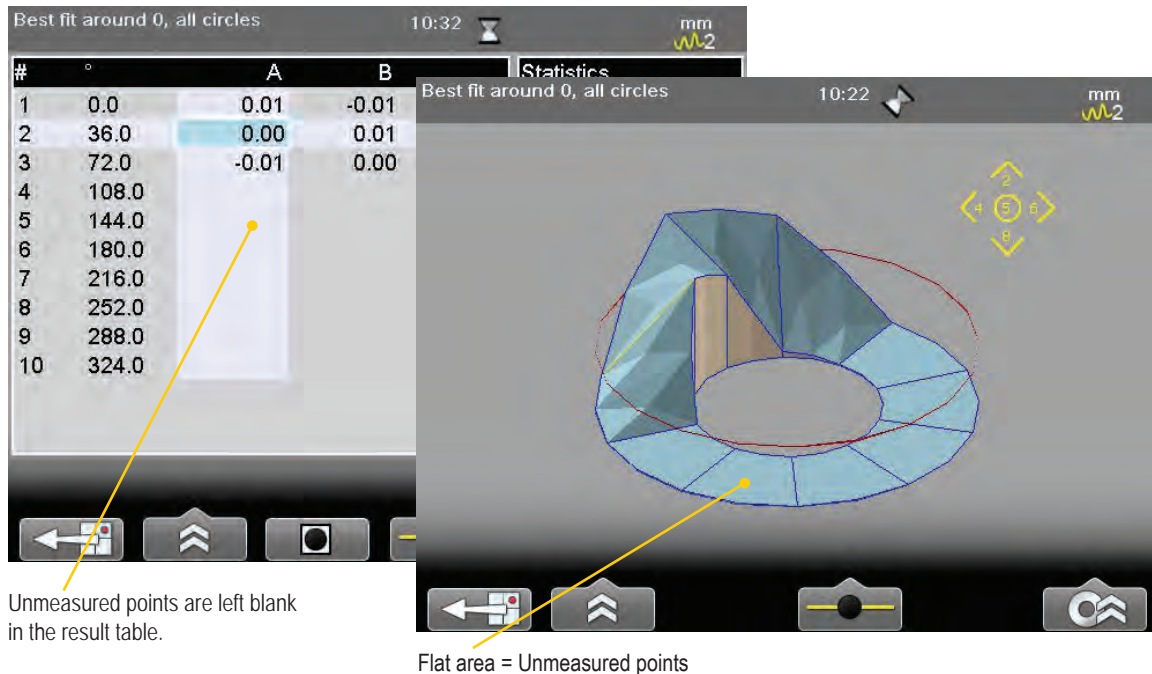 Best fit around 0, all circles 10:32 mm
2
# ° A B Statistics
1 0.0 0.01 -0.01
2 36.0 0.00 0.01
3 72.0 -0.01 0.00
4 108.0
5 144.0
6 180.0
7 216.0
8 252.0
9 288.0
10 324.0
Unmeasured points are left blank
in the result table.
Best fit around 0, all circles 10:22 mm
2
2
4 5 6
8
Flat area = Unmeasured points